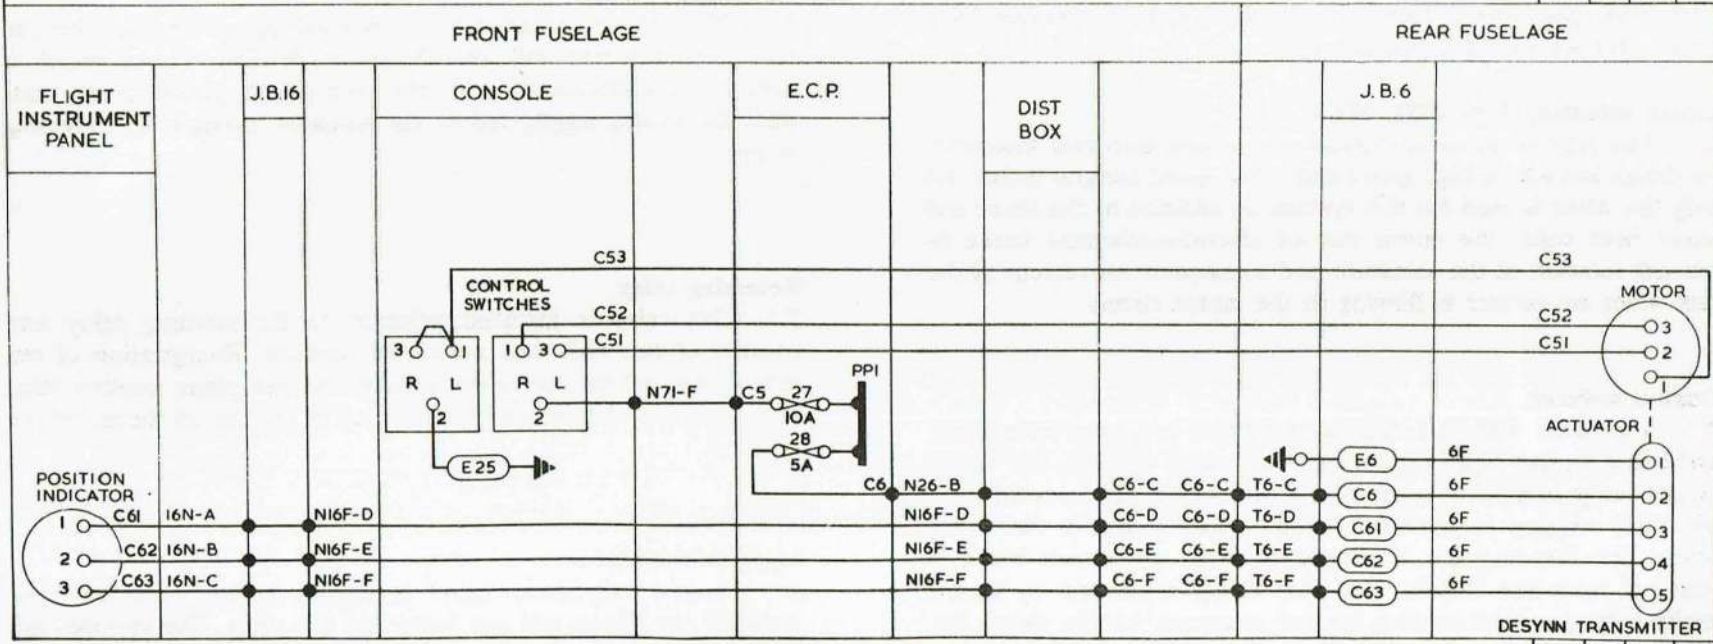 FRONT FUSELAGE
REAR FUSELAGE
FLIGHT
INSTRUMENT
PANEL
J.B.16
CONSOLE
E.C.P.
DIST
BOX
J.B.6
C53
C53
CONTROL
SWITCHES
MOTOR
C52
C52
C51
C51
3 1
1 3
3
2
1
R L
R L
PP1
N71-F
C5
27
10A
2
2
28
5A
ACTUATOR
E25
E6
6F
1
POSITION
INDICATOR
C6
N26-B
C6-C
C6-C
T6-C
C6
6F
2
1
C61
16N-A
N16F-D
N16F-D
C6-D
C6-D
T6-D
C61
6F
3
2
C62
16N-B
N16F-E
N16F-E
C6-E
C6-E
T6-E
C62
6F
4
3
C63
16N-C
N16F-F
N16F-F
C6-F
C6-F
T6-F
C63
6F
5
DESYNN TRANSMITTER